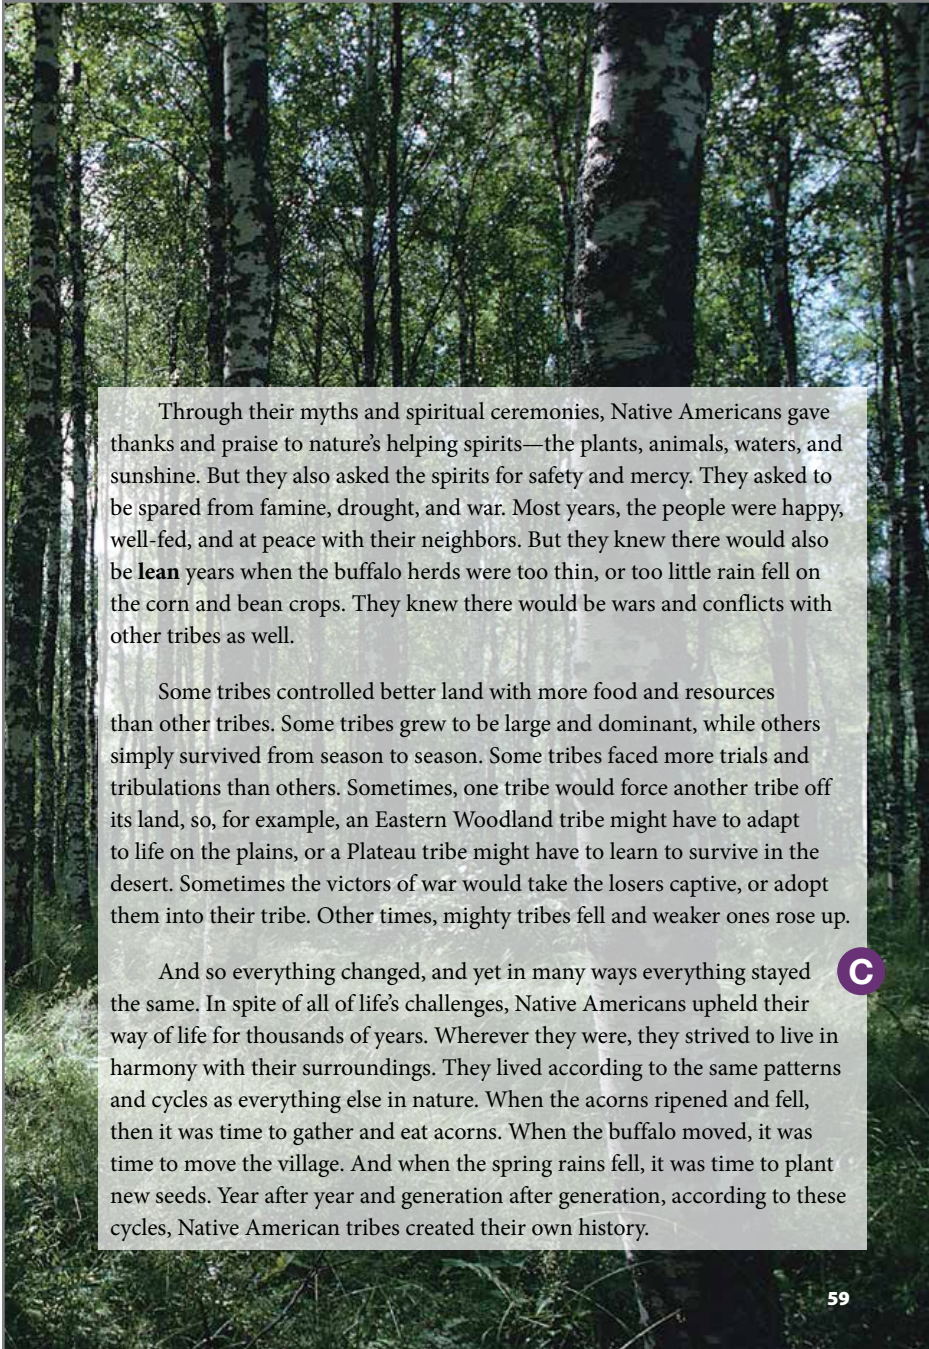 Through their myths and spiritual ceremonies, Native Americans gave
thanks and praise to nature’s helping spirits—the plants, animals, waters, and
sunshine. But they also asked the spirits for safety and mercy. They asked to
be spared from famine, drought, and war. Most years, the people were happy,
well-fed, and at peace with their neighbors. But they knew there would also
be lean years when the buffalo herds were too thin, or too little rain fell on
the corn and bean crops. They knew there would be wars and conflicts with
other tribes as well.
Some tribes controlled better land with more food and resources
than other tribes. Some tribes grew to be large and dominant, while others
simply survived from season to season. Some tribes faced more trials and
tribulations than others. Sometimes, one tribe would force another tribe off
its land, so, for example, an Eastern Woodland tribe might have to adapt
to life on the plains, or a Plateau tribe might have to learn to survive in the
desert. Sometimes the victors of war would take the losers captive, or adopt
them into their tribe. Other times, mighty tribes fell and weaker ones rose up.
And so everything changed, and yet in many ways everything stayed
C
the same. In spite of all of life’s challenges, Native Americans upheld their
way of life for thousands of years. Wherever they were, they strived to live in
harmony with their surroundings. They lived according to the same patterns
and cycles as everything else in nature. When the acorns ripened and fell,
then it was time to gather and eat acorns. When the buffalo moved, it was
time to move the village. And when the spring rains fell, it was time to plant
new seeds. Year after year and generation after generation, according to these
cycles, Native American tribes created their own history.
59